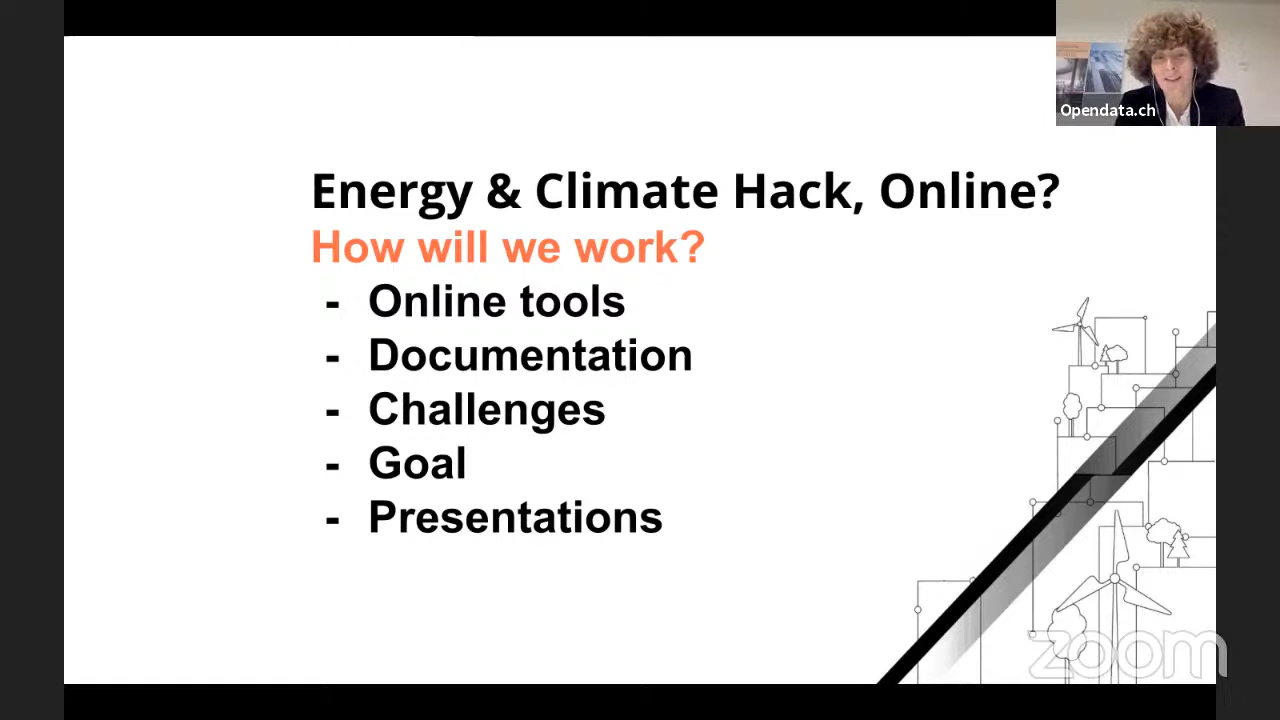 Opendata.ch
Energy & Climate Hack, Online?
How will we work?
- Online tools
- Documentation
- Challenges
- Goal
- Presentations
zoom